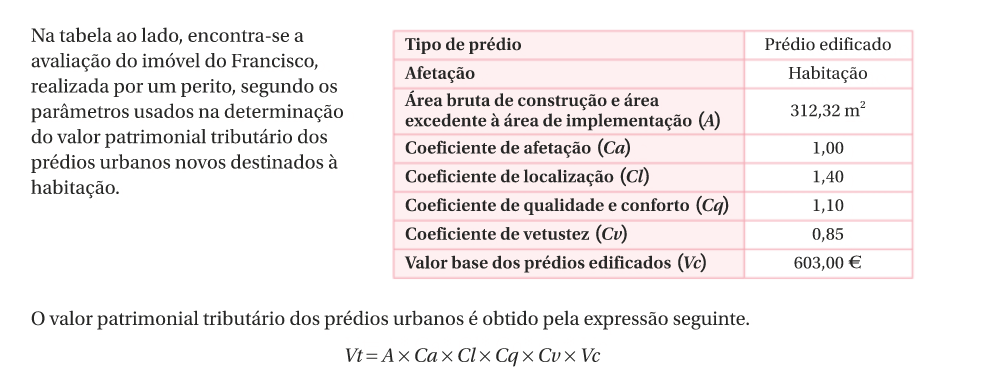 Na tabela ao lado, encontra-se a
avaliação do imóvel do Francisco,
realizada por um perito, segundo os
parâmetros usados na determinação
do valor patrimonial tributário dos
prédios urbanos novos destinados à
habitação.
Tipo de prédio Prédio edificado
Afetação Habitação
Área bruta de construção e área
excedente à área de implementação (A) 312,32 m²
Coeficiente de afetação (Ca) 1,00
Coeficiente de localização (Cl) 1,40
Coeficiente de qualidade e conforto (Cq) 1,10
Coeficiente de vetustez (Cv) 0,85
Valor base dos prédios edificados (Vc) 603,00 €
O valor patrimonial tributário dos prédios urbanos é obtido pela expressão seguinte.
Vt = A × Ca × Cl × Cq × Cv × Vc